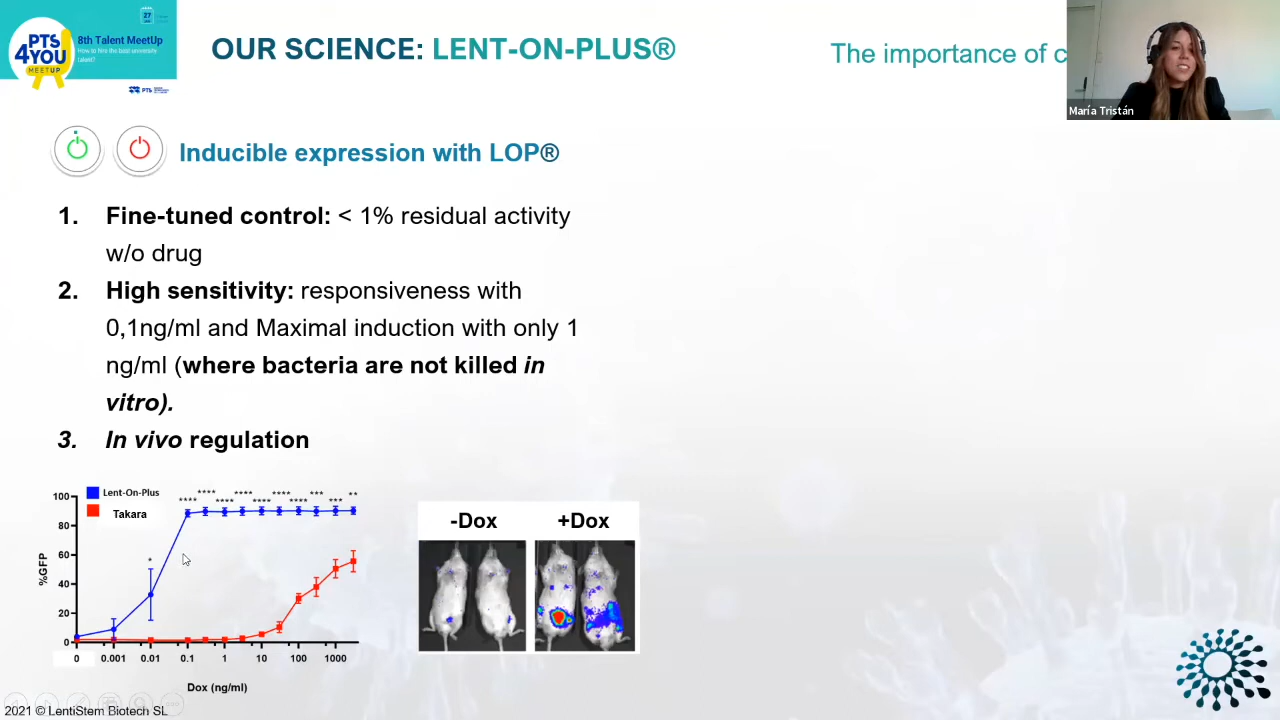 PTS
4YOU
MEETUP
8th Talent MeetUp
How to hire the best university
talent?
27
PTS
OUR SCIENCE: LENT-ON-PLUS®
The importance of c
María Tristán
Inducible expression with LOP®
1. Fine-tuned control: < 1% residual activity
w/o drug
2. High sensitivity: responsiveness with
0,1ng/ml and Maximal induction with only 1
ng/ml (where bacteria are not killed in
vitro).
3. In vivo regulation
Lent-On-Plus
Takara
%GFP
100
80
60
40
20
0
* **** **** **** **** **** **** **** *** *** **
0 0.001 0.01 0.1 1 10 100 1000
Dox (ng/ml)
-Dox +Dox
2021 © LentiStem Biotech SL